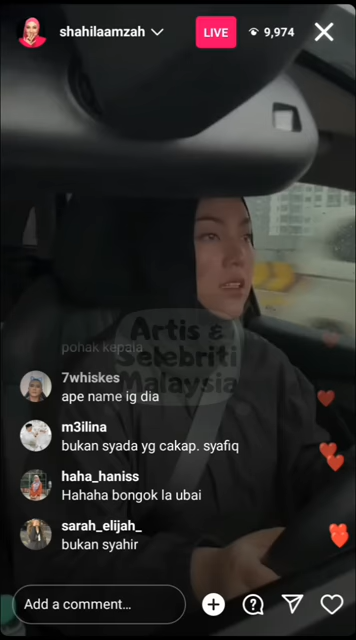 shahilaamzah
LIVE
9,974
Artis &
Selebriti
Malaysia
pohak kepala
7whiskes
ape name ig dia
m3ilina
bukan syada yg cakap. syafiq
haha_haniss
Hahaha bongok la ubai
sarah_elijah_
bukan syahir
Add a comment...